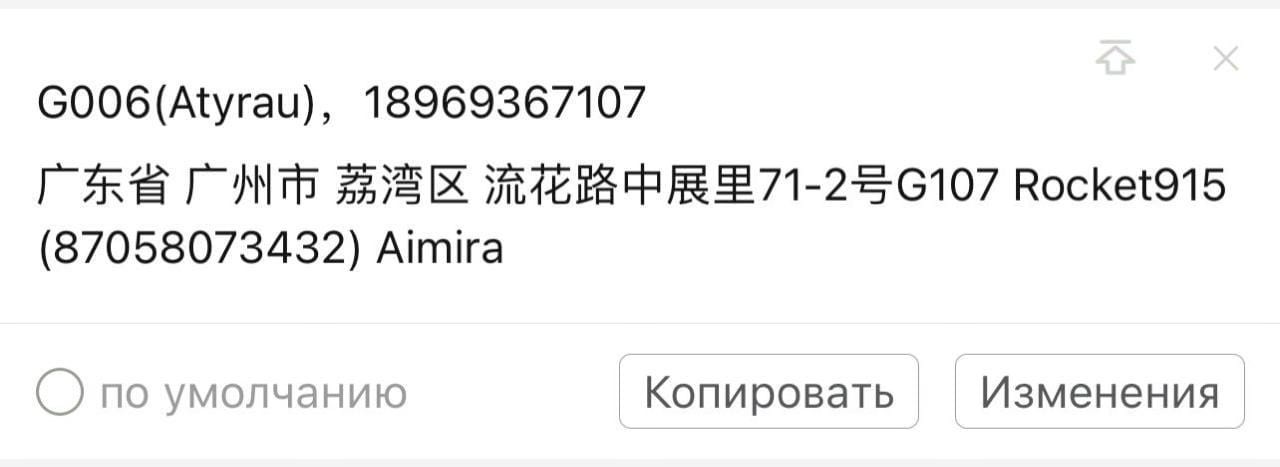 G006(Atyrau)，18969367107
广东省 广州市 荔湾区 流花路中展里71-2号G107 Rocket915
(87058073432) Aimira
по умолчанию
Копировать
Изменения